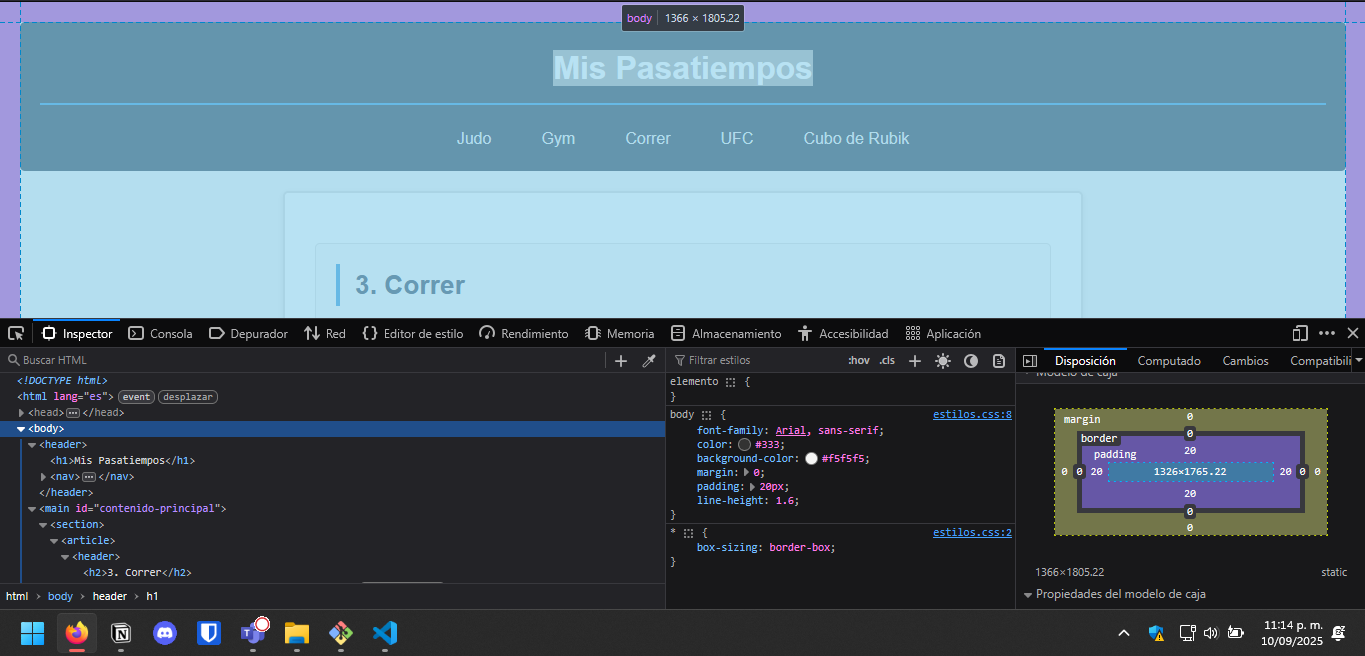 body 1366 × 1805.22
Mis Pasatiempos
Judo Gym Correr UFC Cubo de Rubik
3. Correr
Inspector Consola Depurador Red Editor de estilo Rendimiento Memoria Almacenamiento Accesibilidad Aplicación
Buscar HTML
<!DOCTYPE html>
<html lang="es"> event desplazar
<head> </head>
<body>
<header>
<h1>Mis Pasatiempos</h1>
<nav> </nav>
</header>
<main id="contenido-principal">
<section>
<article>
<header>
<h2>3. Correr</h2>
html body header h1
Filtrar estilos :hov .cls
elemento {
}
body { estilos.css:8
font-family: Arial, sans-serif;
color: #333;
background-color: #f5f5f5;
margin: 0;
padding: 20px;
line-height: 1.6;
}
* { estilos.css:2
box-sizing: border-box;
}
Disposición Computado Cambios Compatibili
Modelo de caja
margin 0
border 0
padding 20
0 0 20 1326×1765.22 20 0 0
20
0
0
1366×1805.22 static
Propiedades del modelo de caja
11:14 p. m.
10/09/2025